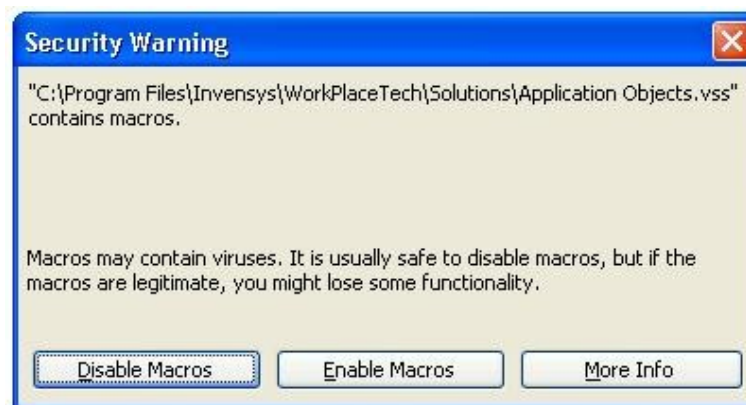 Security Warning
"C:\Program Files\Invensys\WorkPlaceTech\Solutions\Application Objects.vss"
contains macros.
Macros may contain viruses. It is usually safe to disable macros, but if the
macros are legitimate, you might lose some functionality.
Disable Macros
Enable Macros
More Info